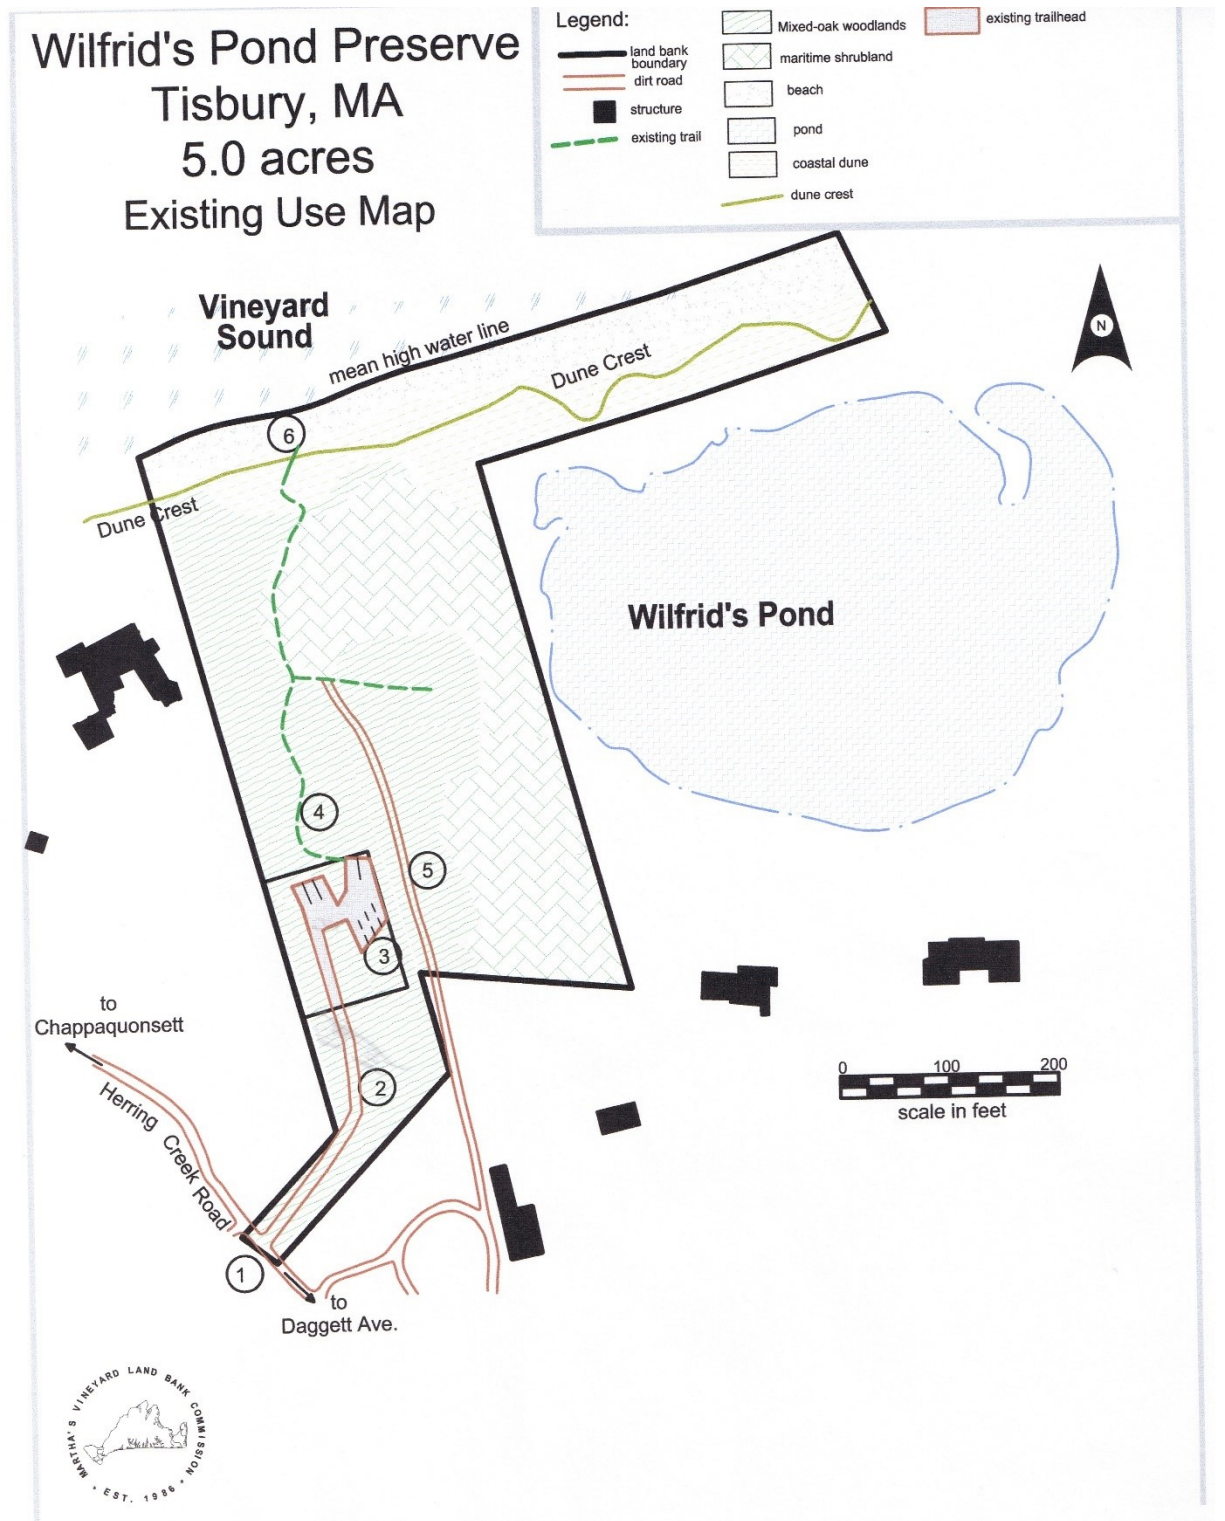 Wilfrid's Pond Preserve
Tisbury, MA
5.0 acres
Existing Use Map
Legend:
land bank
boundary
dirt road
structure
existing trail
Mixed-oak woodlands
maritime shrubland
beach
pond
coastal dune
dune crest
existing trailhead
Vineyard
Sound
mean high water line
Dune Crest
N
6
Dune Crest
Wilfrid's Pond
4
5
3
to
Chappaquonsett
2
Herring Creek Road
0 100 200
scale in feet
1
to
Daggett Ave.
MARTHA'S VINEYARD LAND BANK COMMISSION
• EST. 1986 •